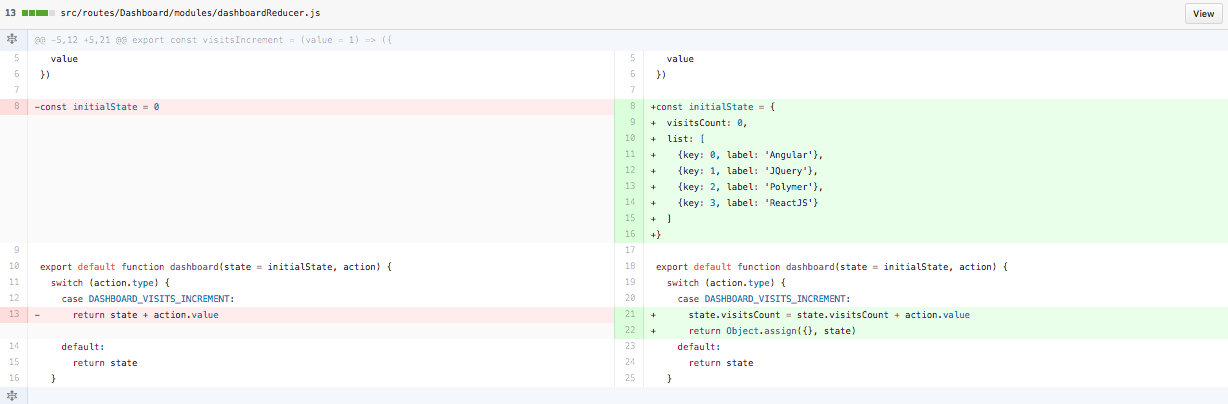 13 src/routes/Dashboard/modules/dashboardReducer.js View
@@ -5,12 +5,21 @@ export const visitsIncrement = (value = 1) => ({
5 value 5 value
6 }) 6 })
7 7
8 -const initialState = 0 8 +const initialState = {
9 + visitsCount: 0,
10 + list: [
11 + {key: 0, label: 'Angular'},
12 + {key: 1, label: 'JQuery'},
13 + {key: 2, label: 'Polymer'},
14 + {key: 3, label: 'ReactJS'}
15 + ]
16 +}
9 17
10 export default function dashboard(state = initialState, action) { 18 export default function dashboard(state = initialState, action) {
11 switch (action.type) { 19 switch (action.type) {
12 case DASHBOARD_VISITS_INCREMENT: 20 case DASHBOARD_VISITS_INCREMENT:
13 - return state + action.value 21 + state.visitsCount = state.visitsCount + action.value
22 + return Object.assign({}, state)
14 default: 23 default:
15 return state 24 return state
16 } 25 }